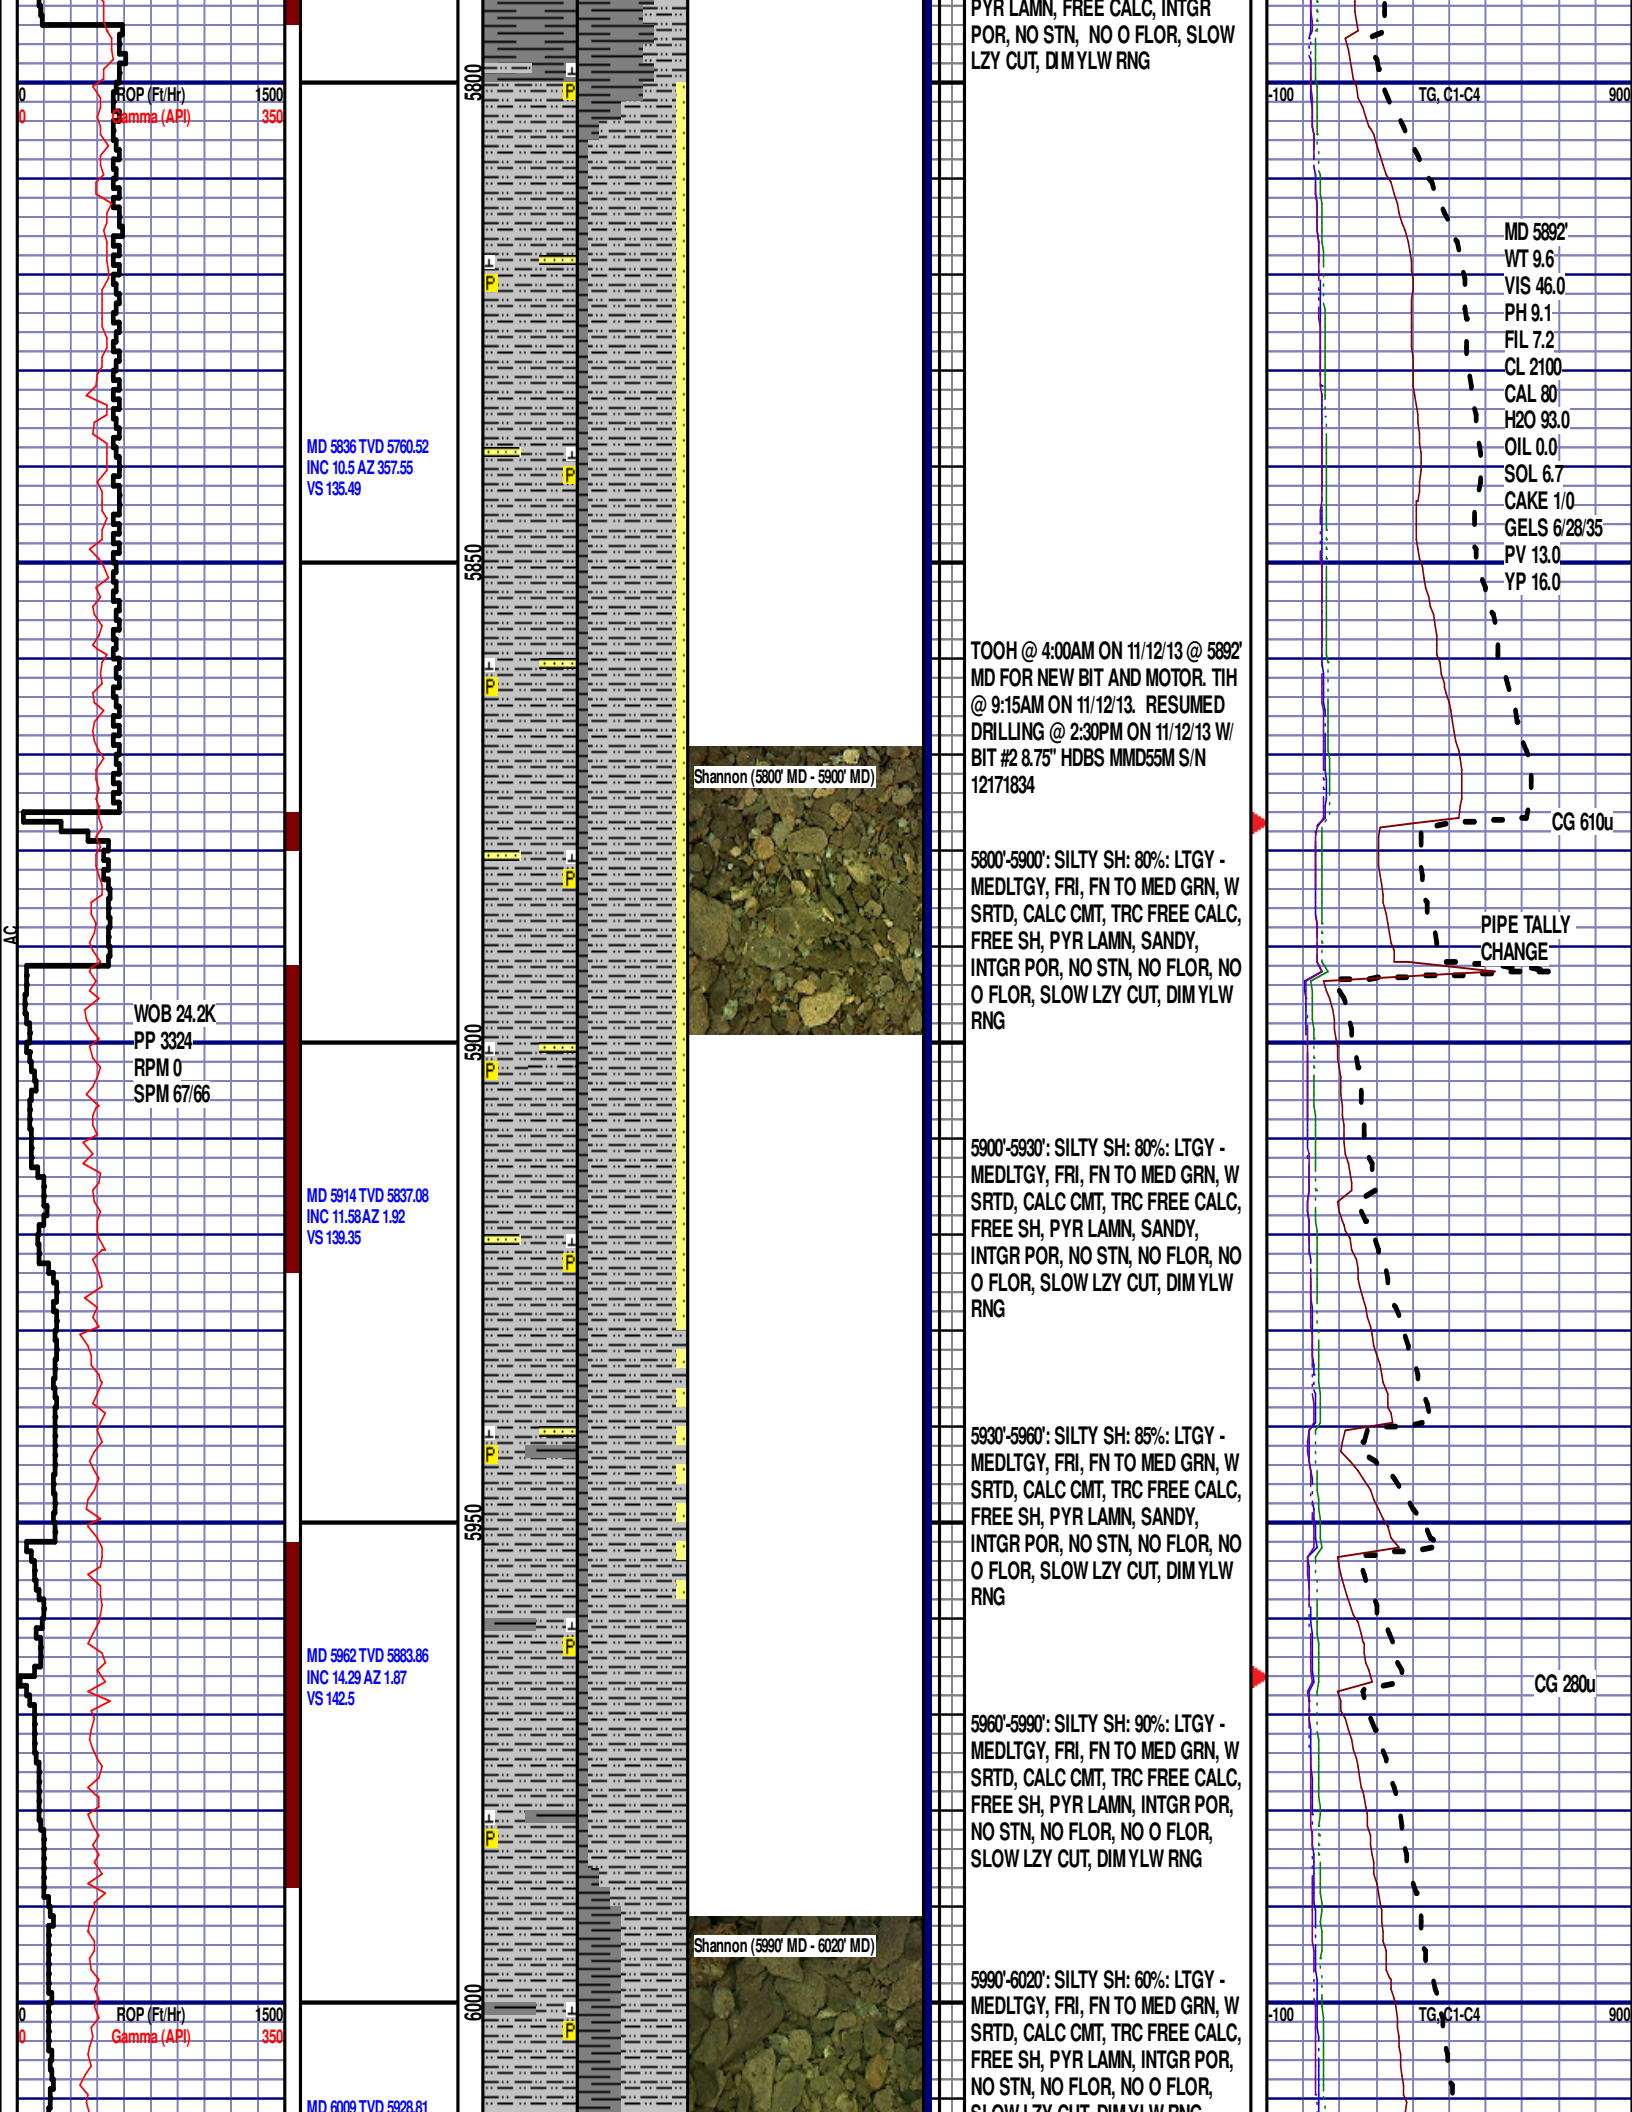 PYR LAMN, FREE CALC, INTGR
POR, NO STN, NO O FLOR, SLOW
LZY CUT, DIM YLW RNG
0 ROP (Ft/Hr) 1500
0 Gamma (API) 350
5800
-100 TG, C1-C4 900
MD 5892'
WT 9.6
VIS 46.0
PH 9.1
FIL 7.2
CL 2100
CAL 80
H2O 93.0
OIL 0.0
SOL 6.7
CAKE 1/0
GELS 6/28/35
PV 13.0
YP 16.0
MD 5836 TVD 5760.52
INC 10.5 AZ 357.55
VS 135.49
5850
TOOH @ 4:00AM ON 11/12/13 @ 5892'
MD FOR NEW BIT AND MOTOR. TIH
@ 9:15AM ON 11/12/13. RESUMED
DRILLING @ 2:30PM ON 11/12/13 W/
BIT #2 8.75" HDBS MMD55M S/N
12171834
Shannon (5800' MD - 5900' MD)
CG 610u
5800'-5900': SILTY SH: 80%: LTGY -
MEDLTGY, FRI, FN TO MED GRN, W
SRTD, CALC CMT, TRC FREE CALC,
FREE SH, PYR LAMN, SANDY,
INTGR POR, NO STN, NO FLOR, NO
O FLOR, SLOW LZY CUT, DIM YLW
RNG
PIPE TALLY
CHANGE
AC
WOB 24.2K
PP 3324
RPM 0
SPM 67/66
5900
5900'-5930': SILTY SH: 80%: LTGY -
MEDLTGY, FRI, FN TO MED GRN, W
SRTD, CALC CMT, TRC FREE CALC,
FREE SH, PYR LAMN, SANDY,
INTGR POR, NO STN, NO FLOR, NO
O FLOR, SLOW LZY CUT, DIM YLW
RNG
MD 5914 TVD 5837.08
INC 11.58 AZ 1.92
VS 139.35
5930'-5960': SILTY SH: 85%: LTGY -
MEDLTGY, FRI, FN TO MED GRN, W
SRTD, CALC CMT, TRC FREE CALC,
FREE SH, PYR LAMN, SANDY,
INTGR POR, NO STN, NO FLOR, NO
O FLOR, SLOW LZY CUT, DIM YLW
RNG
5950
MD 5962 TVD 5883.86
INC 14.29 AZ 1.87
VS 142.5
CG 280u
5960'-5990': SILTY SH: 90%: LTGY -
MEDLTGY, FRI, FN TO MED GRN, W
SRTD, CALC CMT, TRC FREE CALC,
FREE SH, PYR LAMN, INTGR POR,
NO STN, NO FLOR, NO O FLOR,
SLOW LZY CUT, DIM YLW RNG
Shannon (5990' MD - 6020' MD)
5990'-6020': SILTY SH: 60%: LTGY -
MEDLTGY, FRI, FN TO MED GRN, W
SRTD, CALC CMT, TRC FREE CALC,
FREE SH, PYR LAMN, INTGR POR,
NO STN, NO FLOR, NO O FLOR,
SLOW LZY CUT, DIM YLW RNG
6000
0 ROP (Ft/Hr) 1500
0 Gamma (API) 350
-100 TG, C1-C4 900
MD 6009 TVD 5928.81
P
P
P
P
P
P
P
P
P
P
P